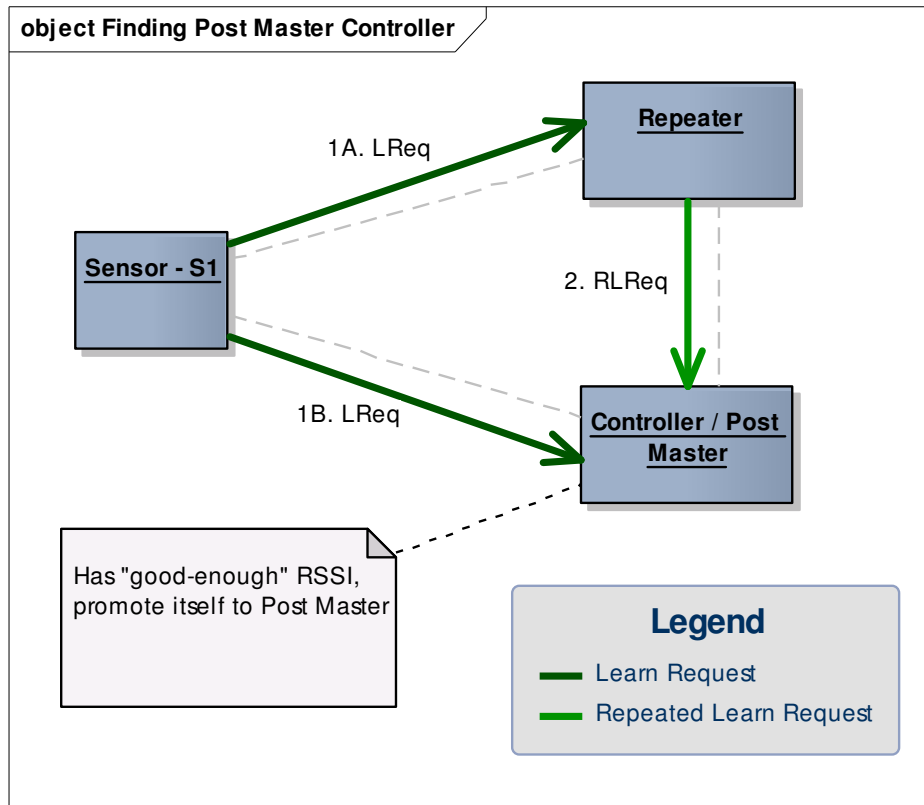 object Finding Post Master Controller
Repeater
1A. LReq
Sensor - S1
2. RLReq
1B. LReq
Controller / Post
Master
Has "good-enough" RSSI,
promote itself to Post Master
Legend
Learn Request
Repeated Learn Request